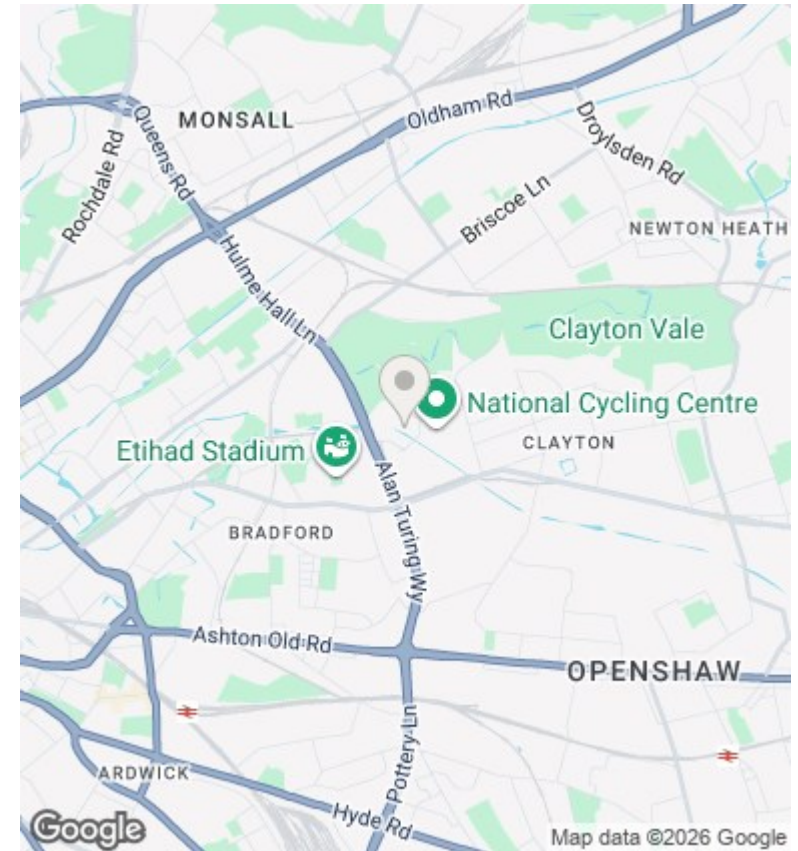 MONSALL
Oldham Rd
Queens Rd
Rochdale Rd
Droylsden Rd
Briscoe Ln
NEWTON HEATH
Hulme Hall Ln
Clayton Vale
National Cycling Centre
Etihad Stadium
CLAYTON
Alan Turing Wy
BRADFORD
Ashton Old Rd
OPENSHAW
Pottery Ln
ARDWICK
Hyde Rd
Google
Map data ©2026 Google